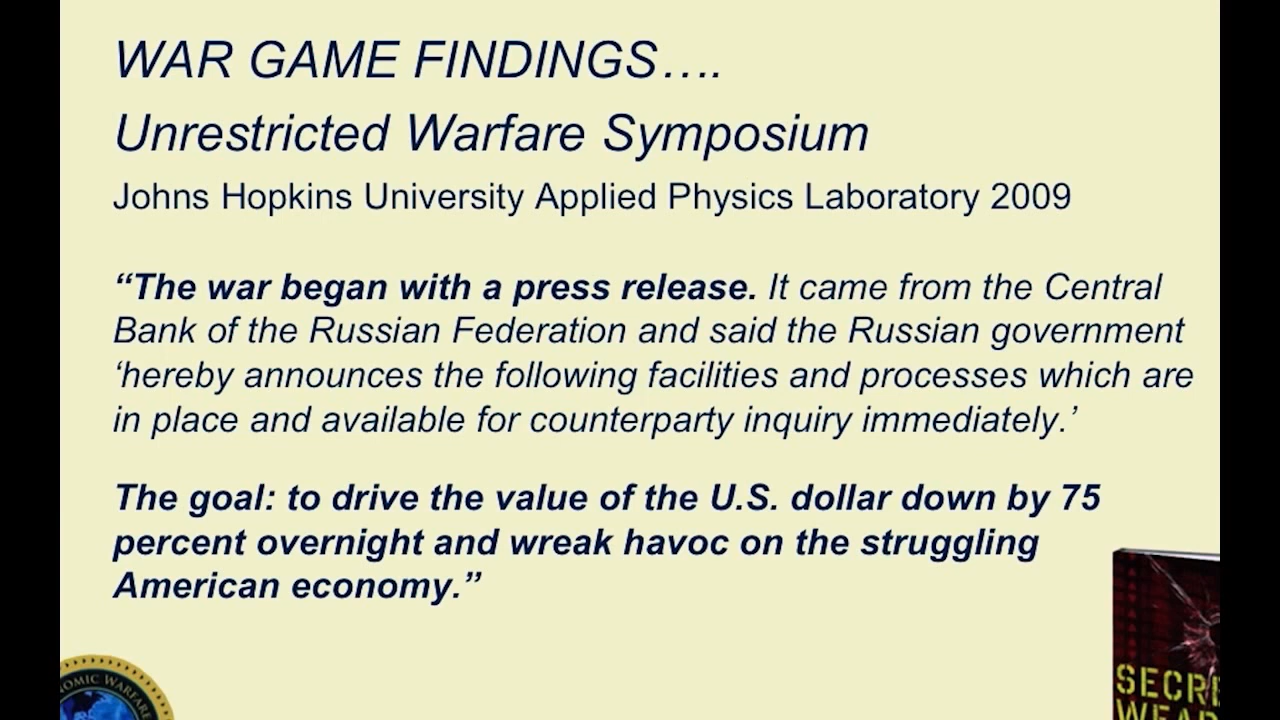 WAR GAME FINDINGS….
Unrestricted Warfare Symposium
Johns Hopkins University Applied Physics Laboratory 2009
“The war began with a press release. It came from the Central
Bank of the Russian Federation and said the Russian government
‘hereby announces the following facilities and processes which are
in place and available for counterparty inquiry immediately.’
The goal: to drive the value of the U.S. dollar down by 75
percent overnight and wreak havoc on the struggling
American economy.”
WARFARE